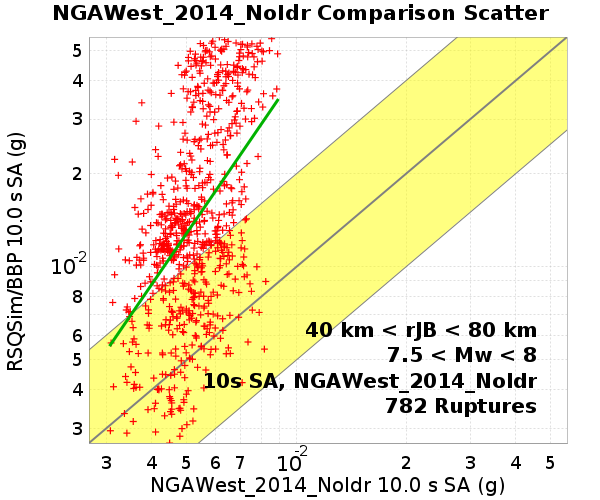 NGAWest_2014_NoIdr Comparison Scatter
RSQSim/BBP 10.0 s SA (g)
5
4
3
2
10-2
8
6
5
4
3
40 km < rJB < 80 km
7.5 < Mw < 8
10s SA, NGAWest_2014_NoIdr
782 Ruptures
3 4 5 6 7 10-2 2 3 4 5
NGAWest_2014_NoIdr 10.0 s SA (g)